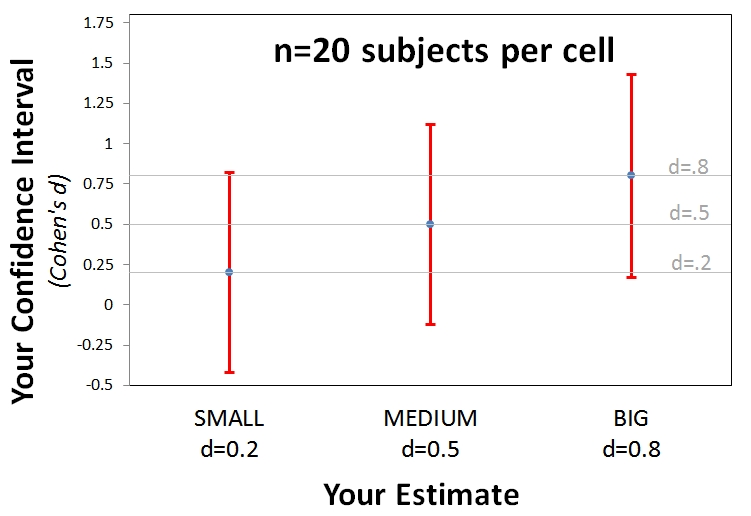 n=20 subjects per cell
Your Confidence Interval
(Cohen's d)
1.75
1.5
1.25
1
0.75
0.5
0.25
0
-0.25
-0.5
d=.8
d=.5
d=.2
SMALL
d=0.2
MEDIUM
d=0.5
BIG
d=0.8
Your Estimate